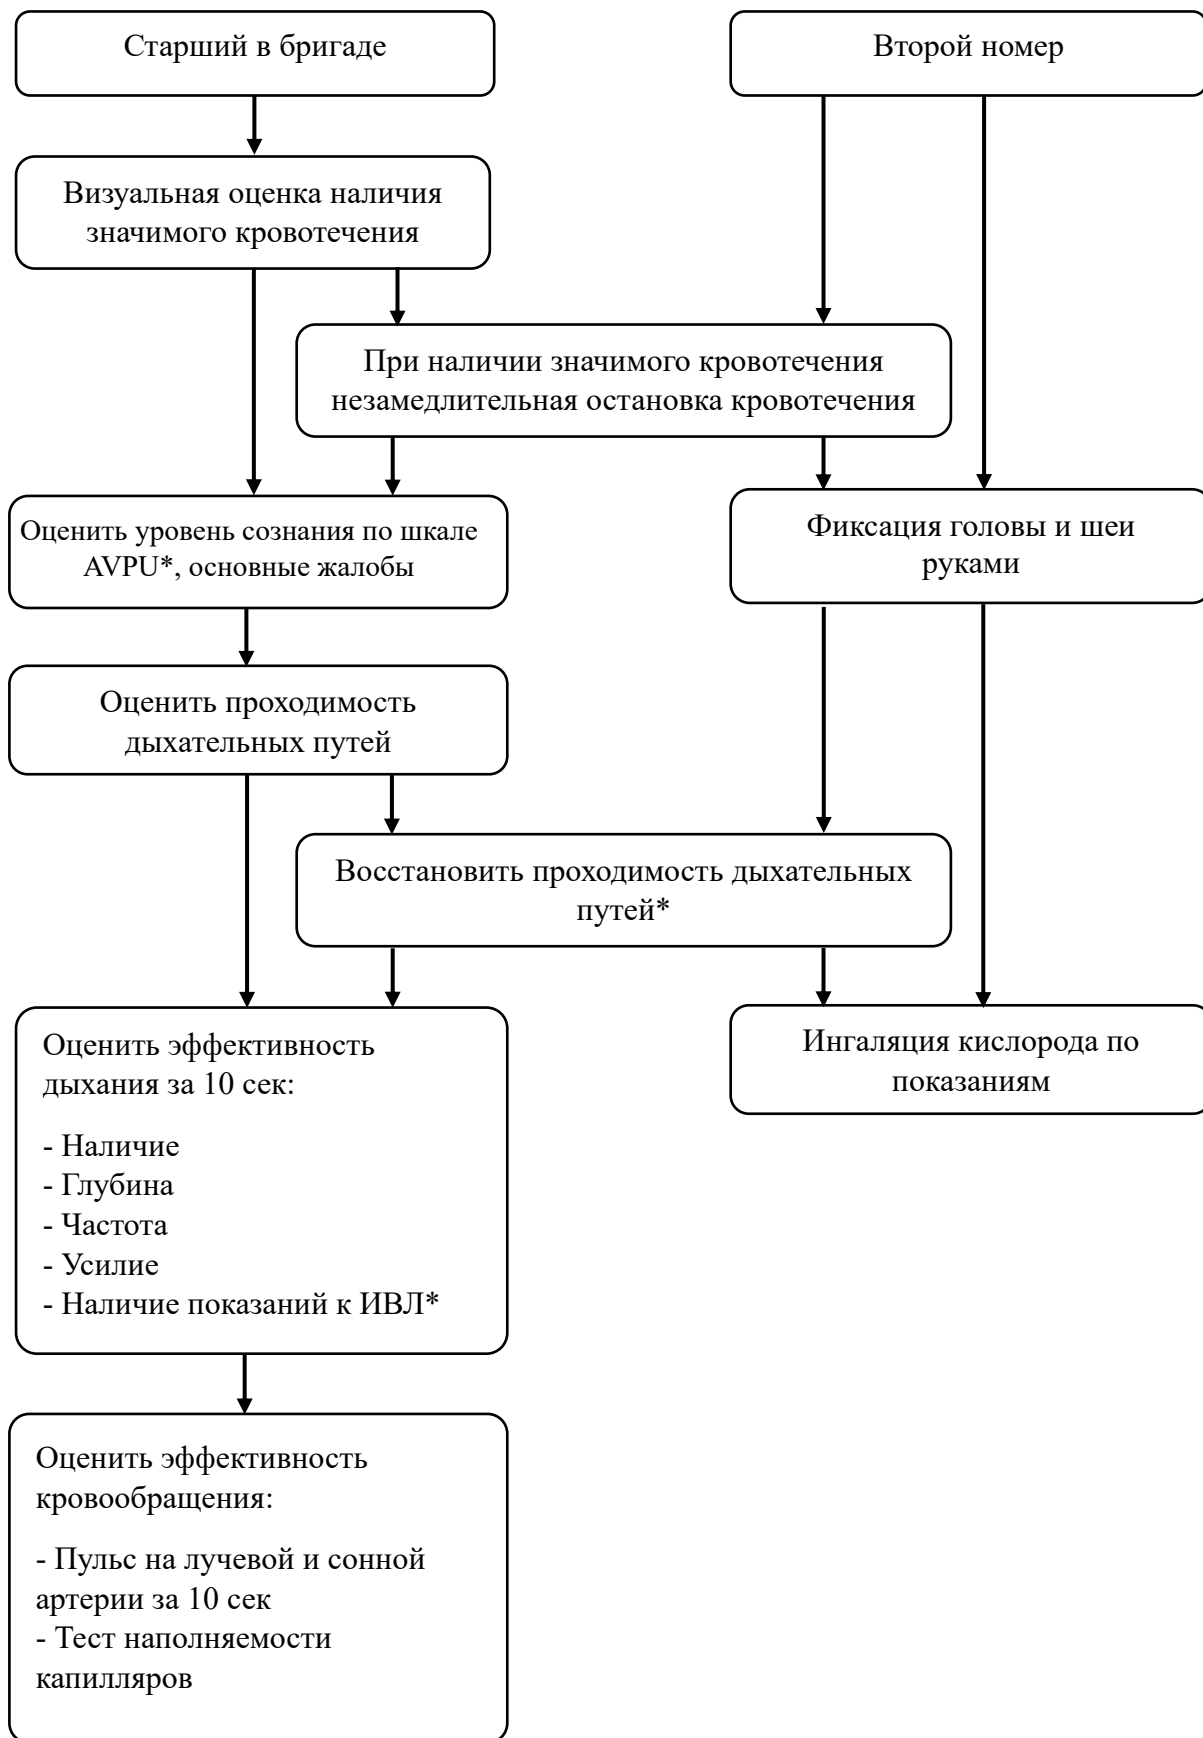 Старший в бригаде
Второй номер
Визуальная оценка наличия
значимого кровотечения
При наличии значимого кровотечения
незамедлительная остановка кровотечения
Оценить уровень сознания по шкале
AVPU*, основные жалобы
Фиксация головы и шеи
руками
Оценить проходимость
дыхательных путей
Восстановить проходимость дыхательных
путей*
Оценить эффективность
дыхания за 10 сек:
- Наличие
- Глубина
- Частота
- Усилие
- Наличие показаний к ИВЛ*
Ингаляция кислорода по
показаниям
Оценить эффективность
кровообращения:
- Пульс на лучевой и сонной
артерии за 10 сек
- Тест наполняемости
капилляров